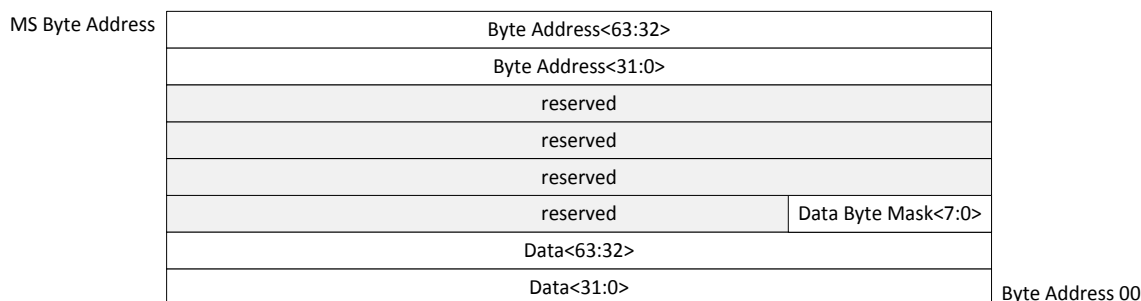 MS Byte Address
Byte Address<63:32>
Byte Address<31:0>
reserved
reserved
reserved
reserved Data Byte Mask<7:0>
Data<63:32>
Data<31:0>
Byte Address 00